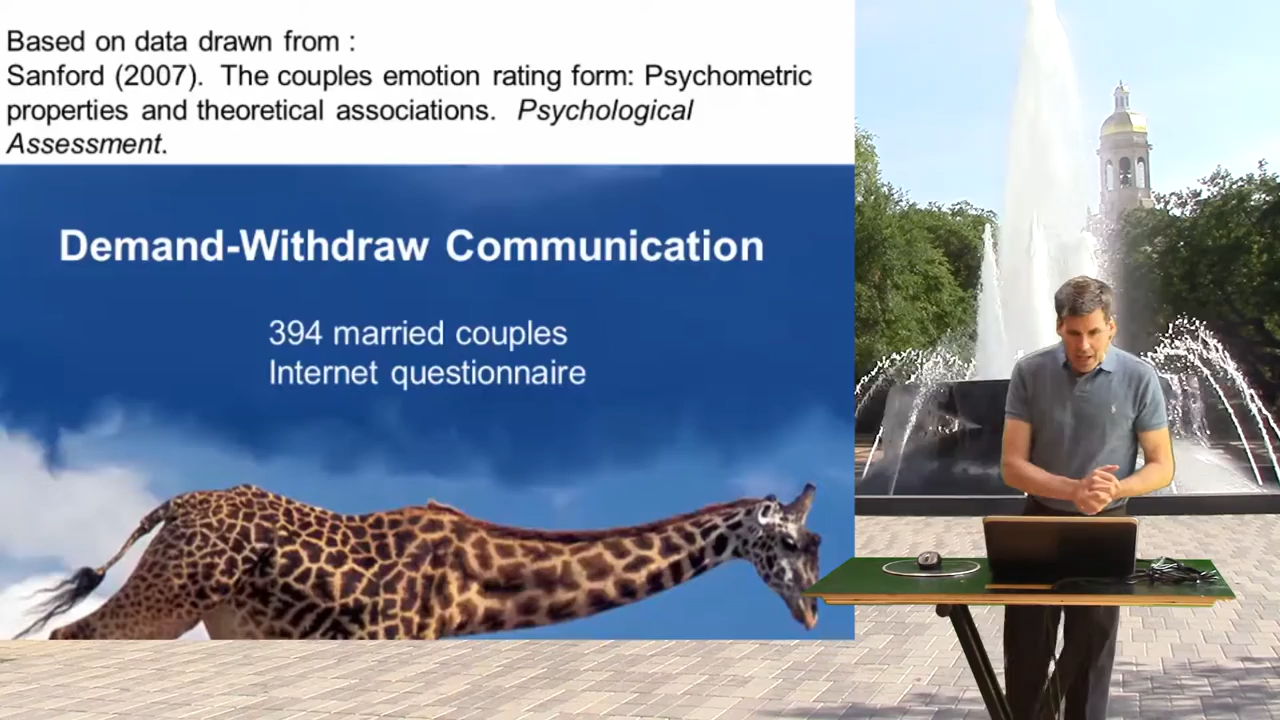 Based on data drawn from :
Sanford (2007). The couples emotion rating form: Psychometric
properties and theoretical associations. Psychological
Assessment.
Demand-Withdraw Communication
394 married couples
Internet questionnaire